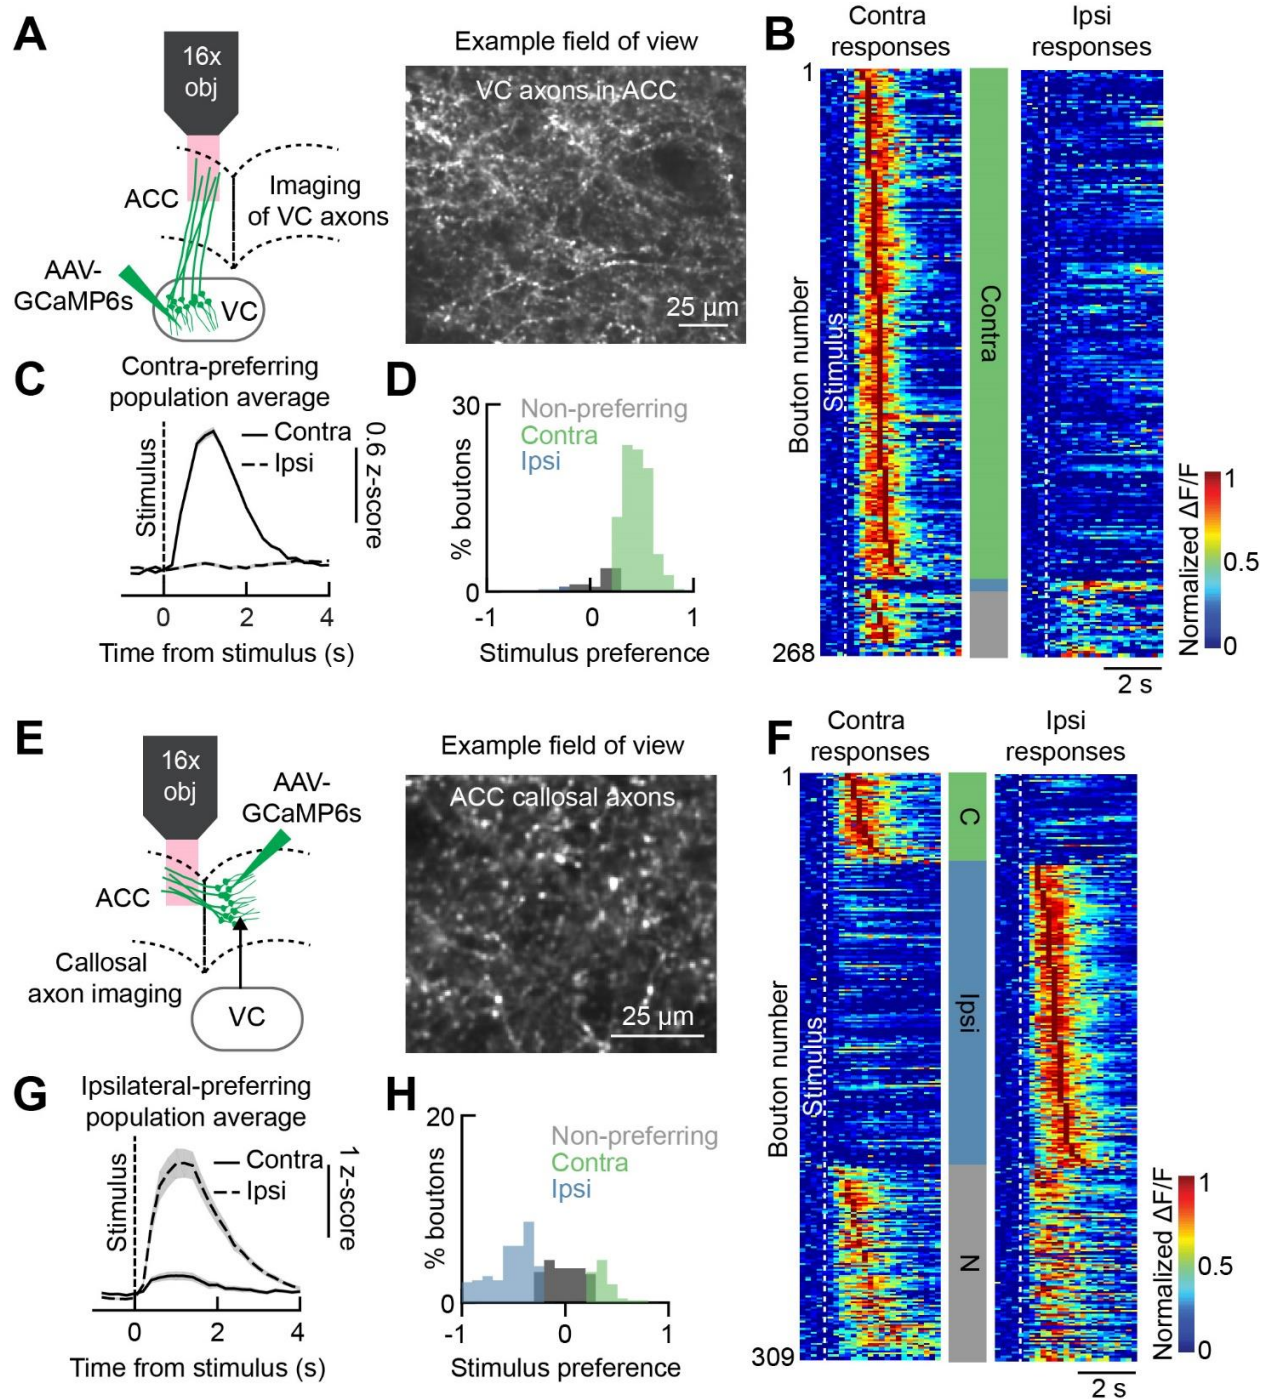 A
16x
obj
ACC
Imaging
of VC axons
AAV-
GCaMP6s
VC
Example field of view
VC axons in ACC
25 µm
B
Contra
responses
Ipsi
responses
1
Bouton number
268
Stimulus
Contra
2 s
Normalized ΔF/F
1
0.5
0
C
Contra-preferring
population average
Stimulus
Contra
Ipsi
0.6 z-score
0
2
4
Time from stimulus (s)
D
30
% boutons
0
Non-preferring
Contra
Ipsi
-1
0
1
Stimulus preference
E
16x
obj
AAV-
GCaMP6s
ACC
Callosal
axon imaging
VC
Example field of view
ACC callosal axons
25 µm
F
Contra
responses
Ipsi
responses
1
Bouton number
309
Stimulus
C
Ipsi
N
2 s
Normalized ΔF/F
1
0.5
0
G
Ipsilateral-preferring
population average
Stimulus
Contra
Ipsi
1 z-score
0
2
4
Time from stimulus (s)
H
20
% boutons
0
Non-preferring
Contra
Ipsi
-1
0
1
Stimulus preference